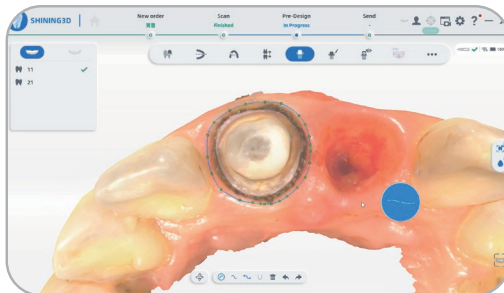 SHINING3D
New order
Scan
Finished
Pre-Design
In Progress
Send
-
11
21